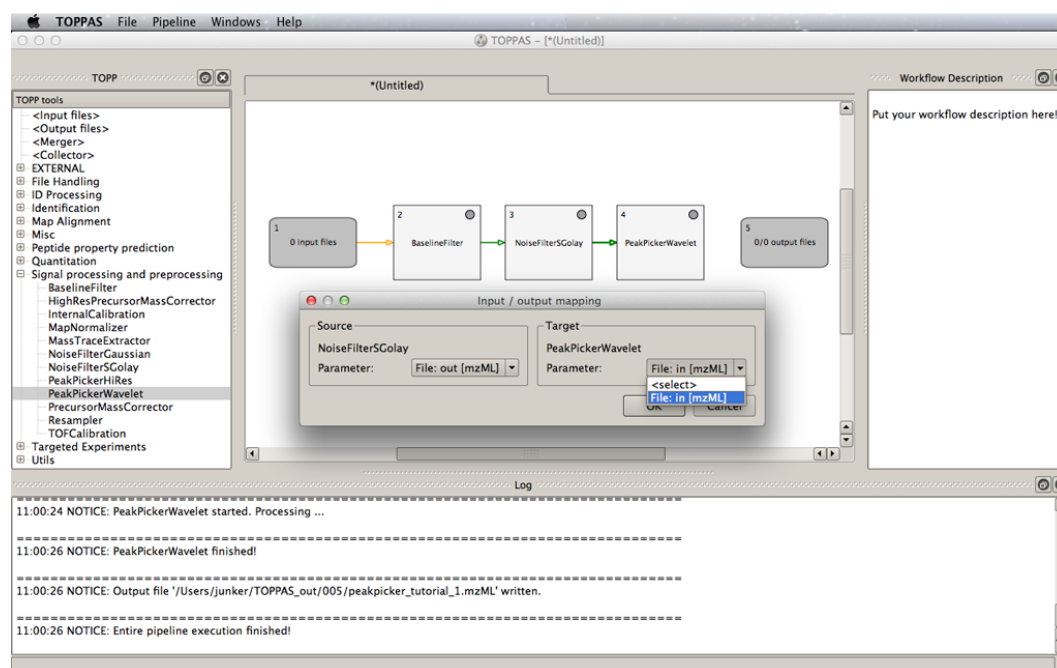 TOPPAS File Pipeline Windows Help
TOPPAS – [*(Untitled)]
TOPP
*(Untitled)
Workflow Description
TOPP tools
<Input files>
<Output files>
<Merger>
<Collector>
EXTERNAL
File Handling
ID Processing
Identification
Map Alignment
Misc
Peptide property prediction
Quantitation
Signal processing and preprocessing
BaselineFilter
HighResPrecursorMassCorrector
InternalCalibration
MapNormalizer
MassTraceExtractor
NoiseFilterGaussian
NoiseFilterSGolay
PeakPickerHiRes
PeakPickerWavelet
PrecursorMassCorrector
Resampler
TOFCalibration
Targeted Experiments
Utils
1
0 input files
2
BaselineFilter
3
NoiseFilterSGolay
4
PeakPickerWavelet
5
0/0 output files
Put your workflow description here!
Input / output mapping
Source
NoiseFilterSGolay
Parameter: File: out [mzML]
Target
PeakPickerWavelet
Parameter: File: in [mzML]
<select>
File: in [mzML]
OK Cancel
Log
================================================================================
11:00:24 NOTICE: PeakPickerWavelet started. Processing ...
================================================================================
11:00:26 NOTICE: PeakPickerWavelet finished!
================================================================================
11:00:26 NOTICE: Output file '/Users/junker/TOPPAS_out/005/peakpicker_tutorial_1.mzML' written.
================================================================================
11:00:26 NOTICE: Entire pipeline execution finished!